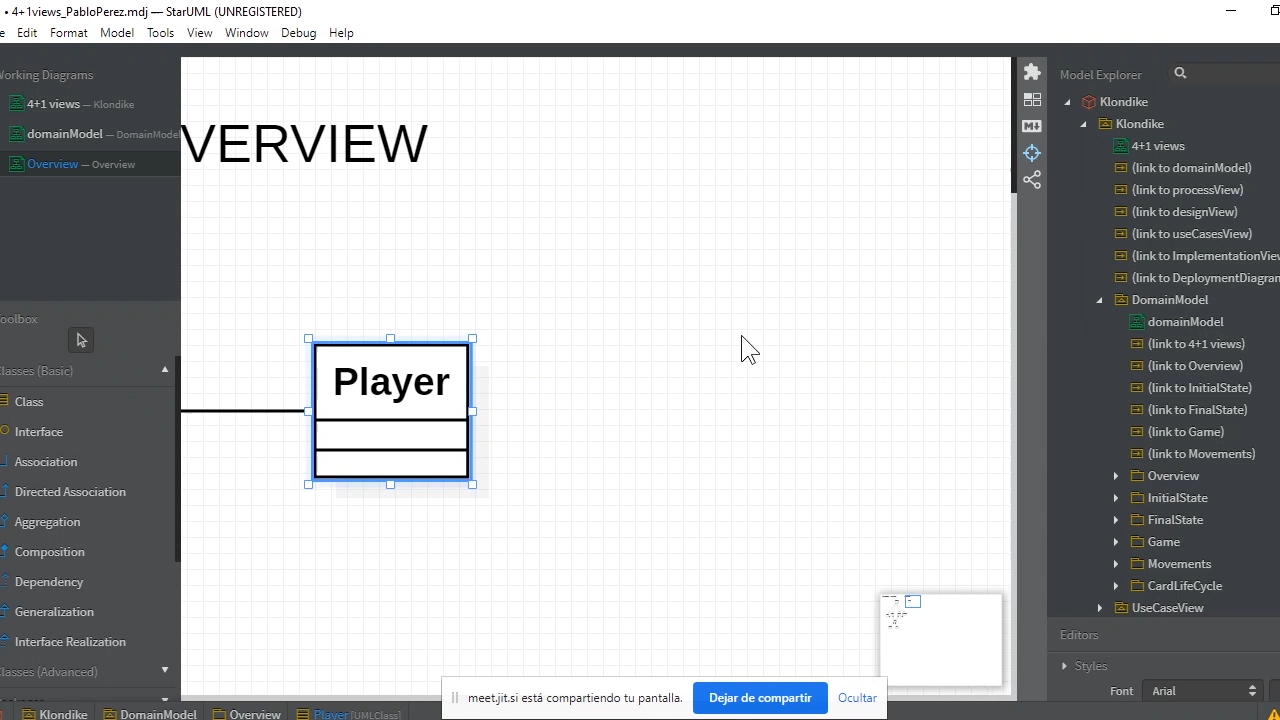 • 4+1views_PabloPerez.mdj — StarUML (UNREGISTERED)
e Edit Format Model Tools View Window Debug Help
Working Diagrams
4+1 views — Klondike
domainModel — DomainModel
Overview — Overview
VERVIEW
Player
oolbox
lasses (Basic)
Class
Interface
Association
Directed Association
Aggregation
Composition
Dependency
Generalization
Interface Realization
lasses (Advanced)
Model Explorer
Klondike
Klondike
4+1 views
(link to domainModel)
(link to processView)
(link to designView)
(link to useCasesView)
(link to ImplementationView
(link to DeploymentDiagram
DomainModel
domainModel
(link to 4+1 views)
(link to Overview)
(link to InitialState)
(link to FinalState)
(link to Game)
(link to Movements)
Overview
InitialState
FinalState
Game
Movements
CardLifeCycle
UseCaseView
Editors
Styles
Font Arial
meet.jit.si está compartiendo tu pantalla. Dejar de compartir Ocultar
Klondike DomainModel Overview Player [UMLClass]